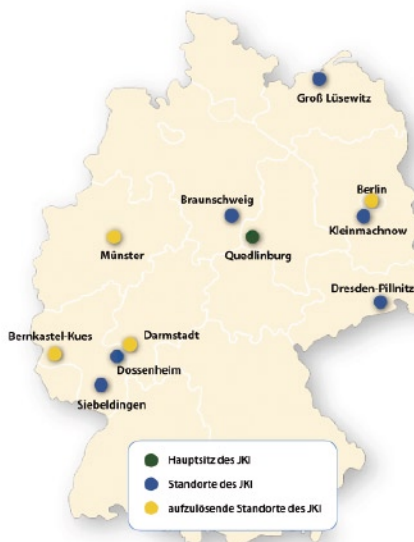 Groß Lüsewitz
Braunschweig
Berlin
Münster
Quedlinburg
Kleinmachnow
Dresden-Pillnitz
Bernkastel-Kues
Darmstadt
Dossenheim
Siebeldingen
Hauptsitz des JKI
Standorte des JKI
aufzulösende Standorte des JKI